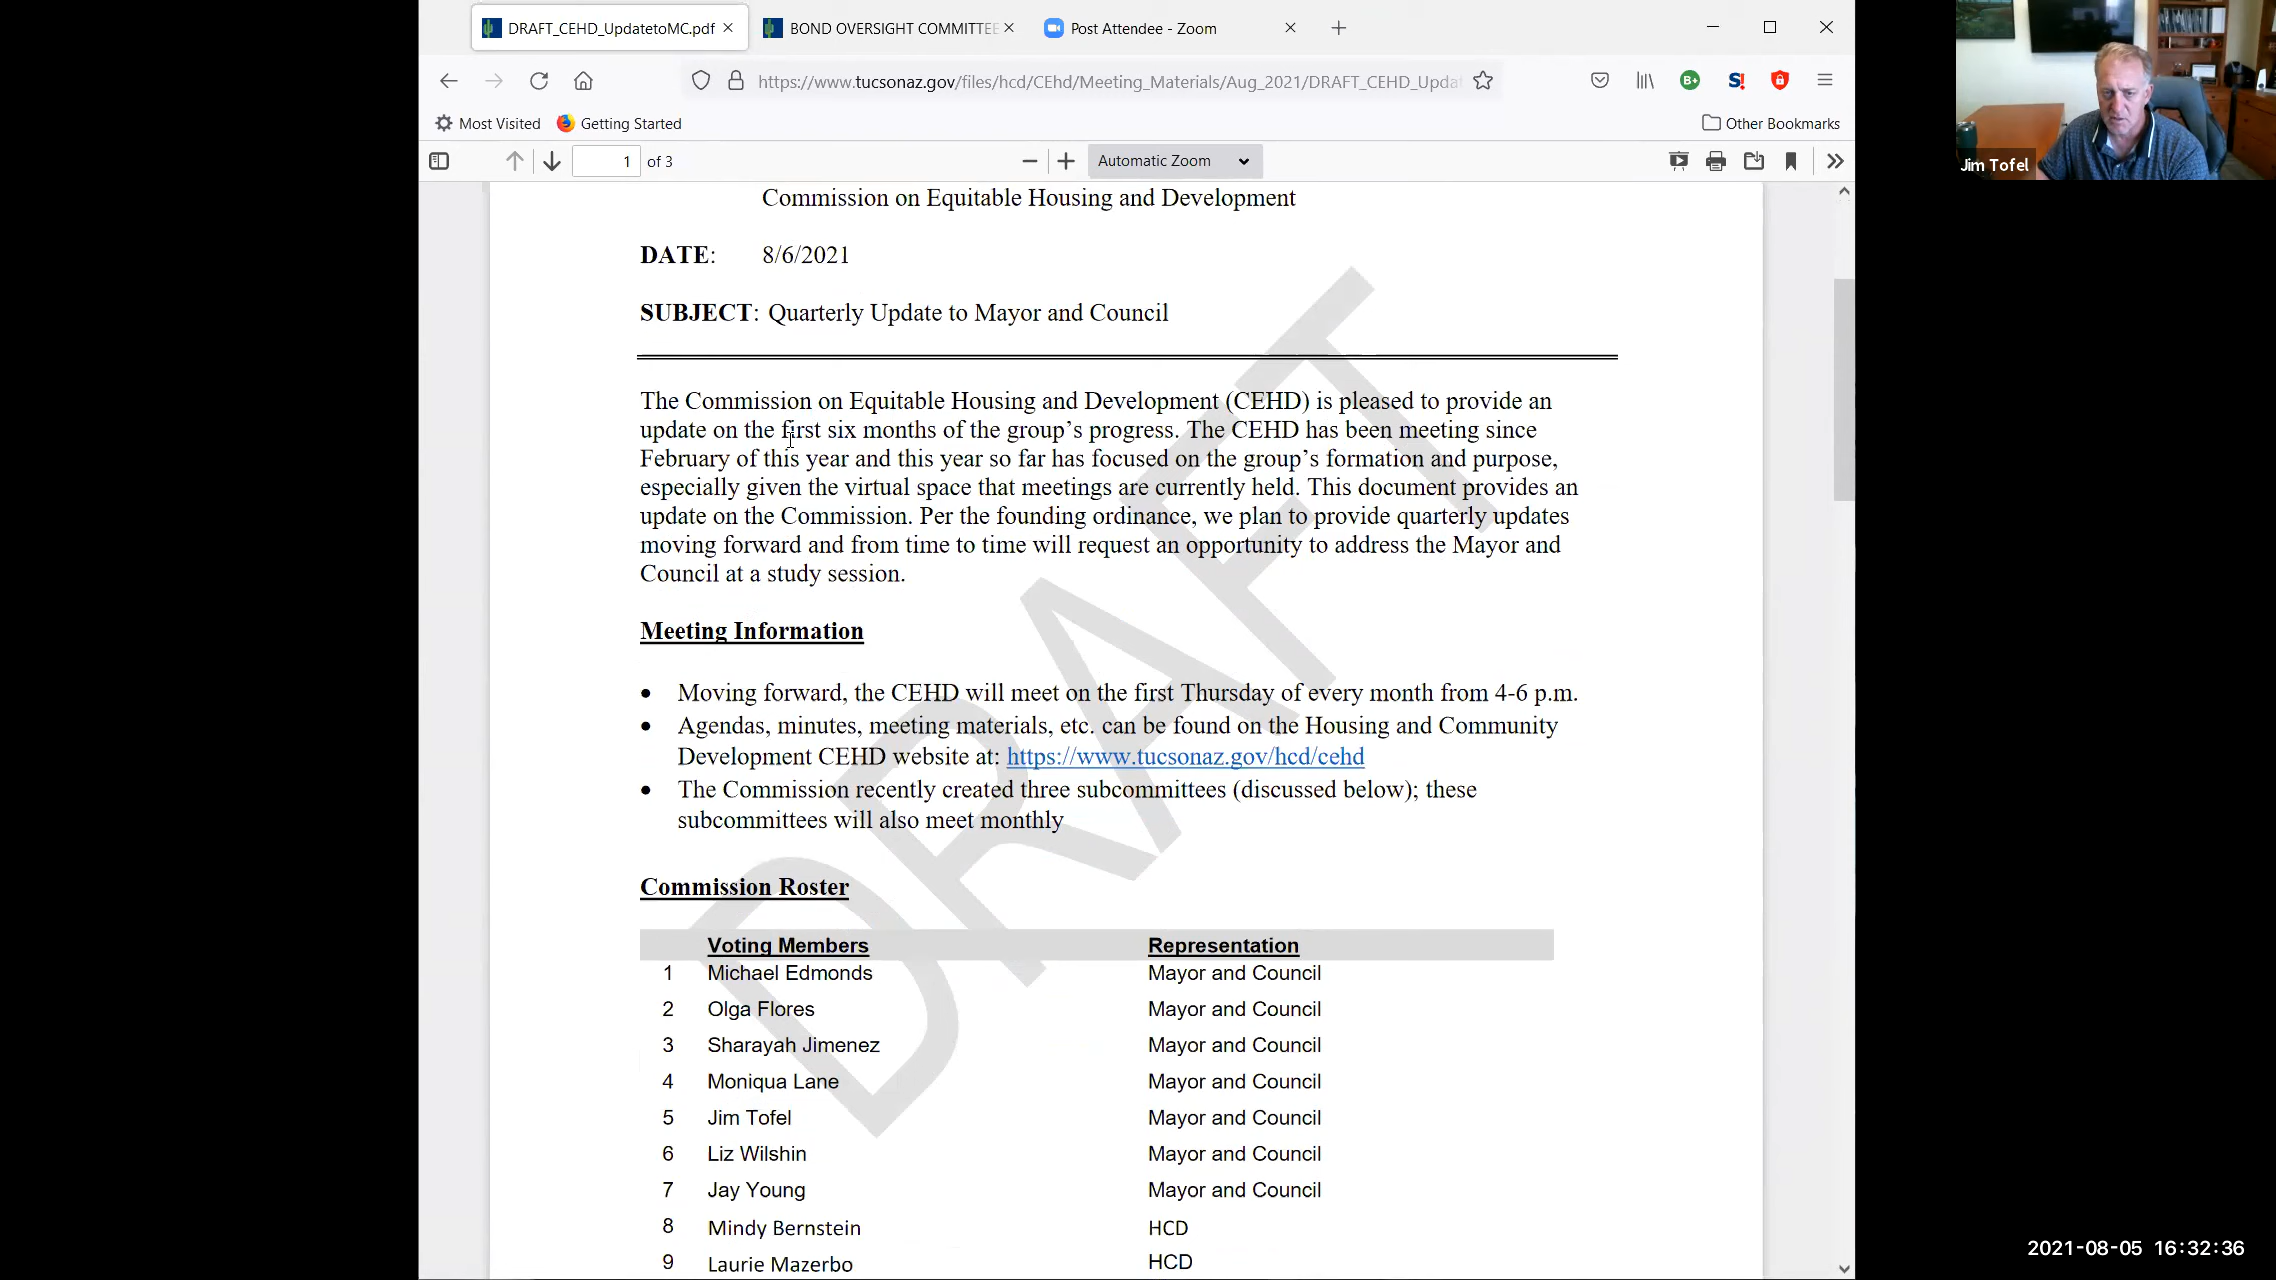 DRAFT_CEHD_UpdatetoMC.pdf
BOND OVERSIGHT COMMITTEE
Post Attendee - Zoom
https://www.tucsonaz.gov/files/hcd/CEhd/Meeting_Materials/Aug_2021/DRAFT_CEHD_Updat
B+
S!
Most Visited
Getting Started
Other Bookmarks
1 of 3
Automatic Zoom
Jim Tofel
Commission on Equitable Housing and Development
DATE: 8/6/2021
SUBJECT: Quarterly Update to Mayor and Council
The Commission on Equitable Housing and Development (CEHD) is pleased to provide an
update on the first six months of the group’s progress. The CEHD has been meeting since
February of this year and this year so far has focused on the group’s formation and purpose,
especially given the virtual space that meetings are currently held. This document provides an
update on the Commission. Per the founding ordinance, we plan to provide quarterly updates
moving forward and from time to time will request an opportunity to address the Mayor and
Council at a study session.
Meeting Information
• Moving forward, the CEHD will meet on the first Thursday of every month from 4-6 p.m.
• Agendas, minutes, meeting materials, etc. can be found on the Housing and Community
Development CEHD website at: https://www.tucsonaz.gov/hcd/cehd
• The Commission recently created three subcommittees (discussed below); these
subcommittees will also meet monthly
Commission Roster
Voting Members Representation
1 Michael Edmonds Mayor and Council
2 Olga Flores Mayor and Council
3 Sharayah Jimenez Mayor and Council
4 Moniqua Lane Mayor and Council
5 Jim Tofel Mayor and Council
6 Liz Wilshin Mayor and Council
7 Jay Young Mayor and Council
8 Mindy Bernstein HCD
9 Laurie Mazerbo HCD
DRAFT
2021-08-05 16:32:36